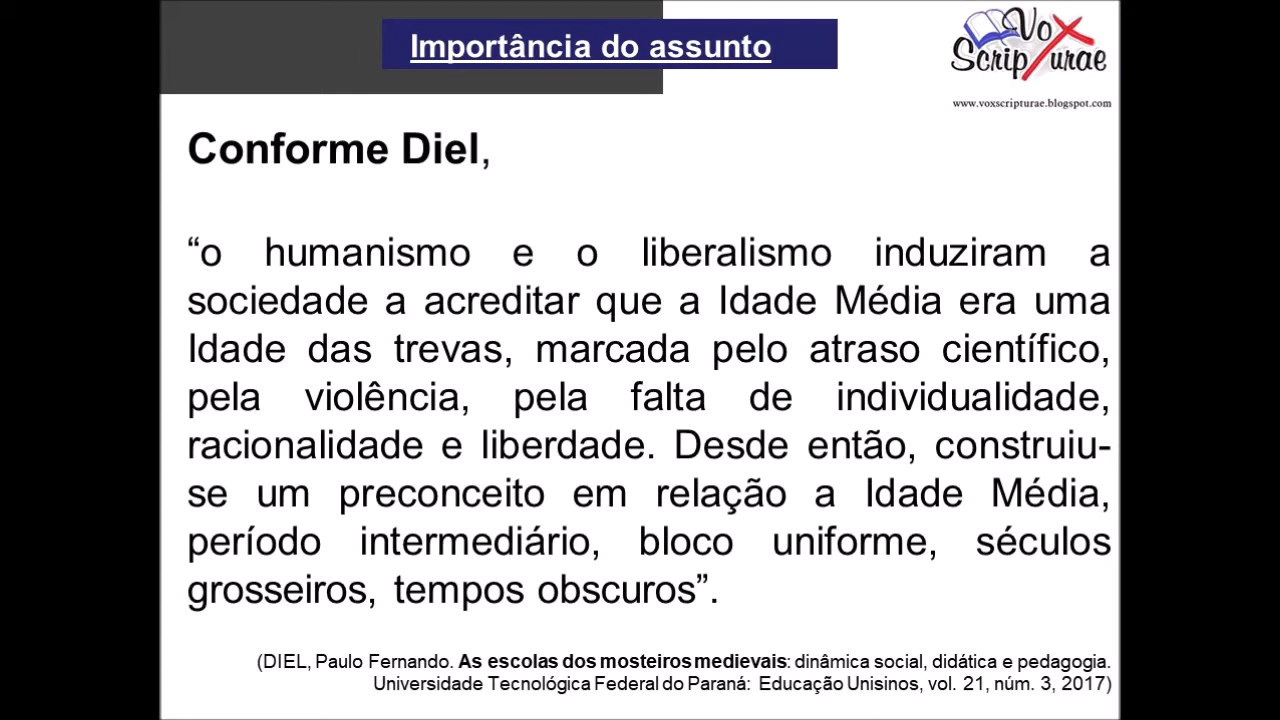 Importância do assunto
Vox
Scripturae
www.voxscripturae.blogspot.com
Conforme Diel,
“o humanismo e o liberalismo induziram a
sociedade a acreditar que a Idade Média era uma
Idade das trevas, marcada pelo atraso científico,
pela violência, pela falta de individualidade,
racionalidade e liberdade. Desde então, construiu-
se um preconceito em relação a Idade Média,
período intermediário, bloco uniforme, séculos
grosseiros, tempos obscuros”.
(DIEL, Paulo Fernando. As escolas dos mosteiros medievais: dinâmica social, didática e pedagogia.
Universidade Tecnológica Federal do Paraná: Educação Unisinos, vol. 21, núm. 3, 2017)